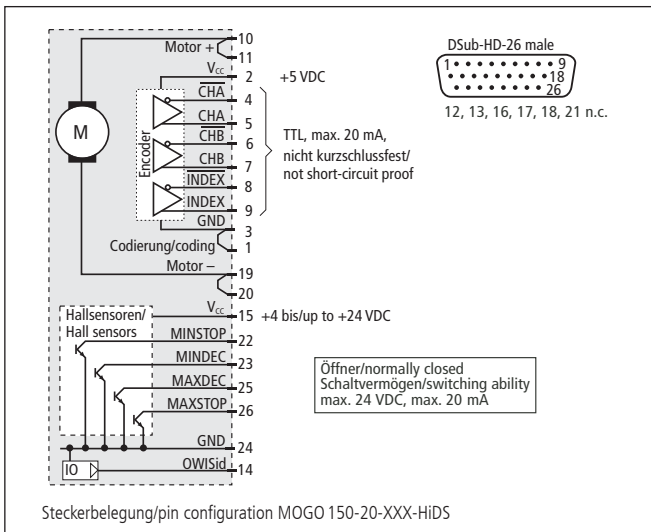 Motor +
10
11
V_CC
2
+5 VDC
CHA
4
CHA
5
CHB
6
CHB
7
INDEX
8
INDEX
9
GND
3
Codierung/coding
1
Motor –
19
20
M
Encoder
TTL, max. 20 mA,
nicht kurzschlussfest/
not short-circuit proof
DSub-HD-26 male
1
9
18
26
12, 13, 16, 17, 18, 21 n.c.
Hallsensoren/
Hall sensors
V_CC
15
+4 bis/up to +24 VDC
MINSTOP
22
MINDEC
23
MAXDEC
25
MAXSTOP
26
GND
24
IO
OWISid
14
Öffner/normally closed
Schaltvermögen/switching ability
max. 24 VDC, max. 20 mA
Steckerbelegung/pin configuration MOGO 150-20-XXX-HiDS